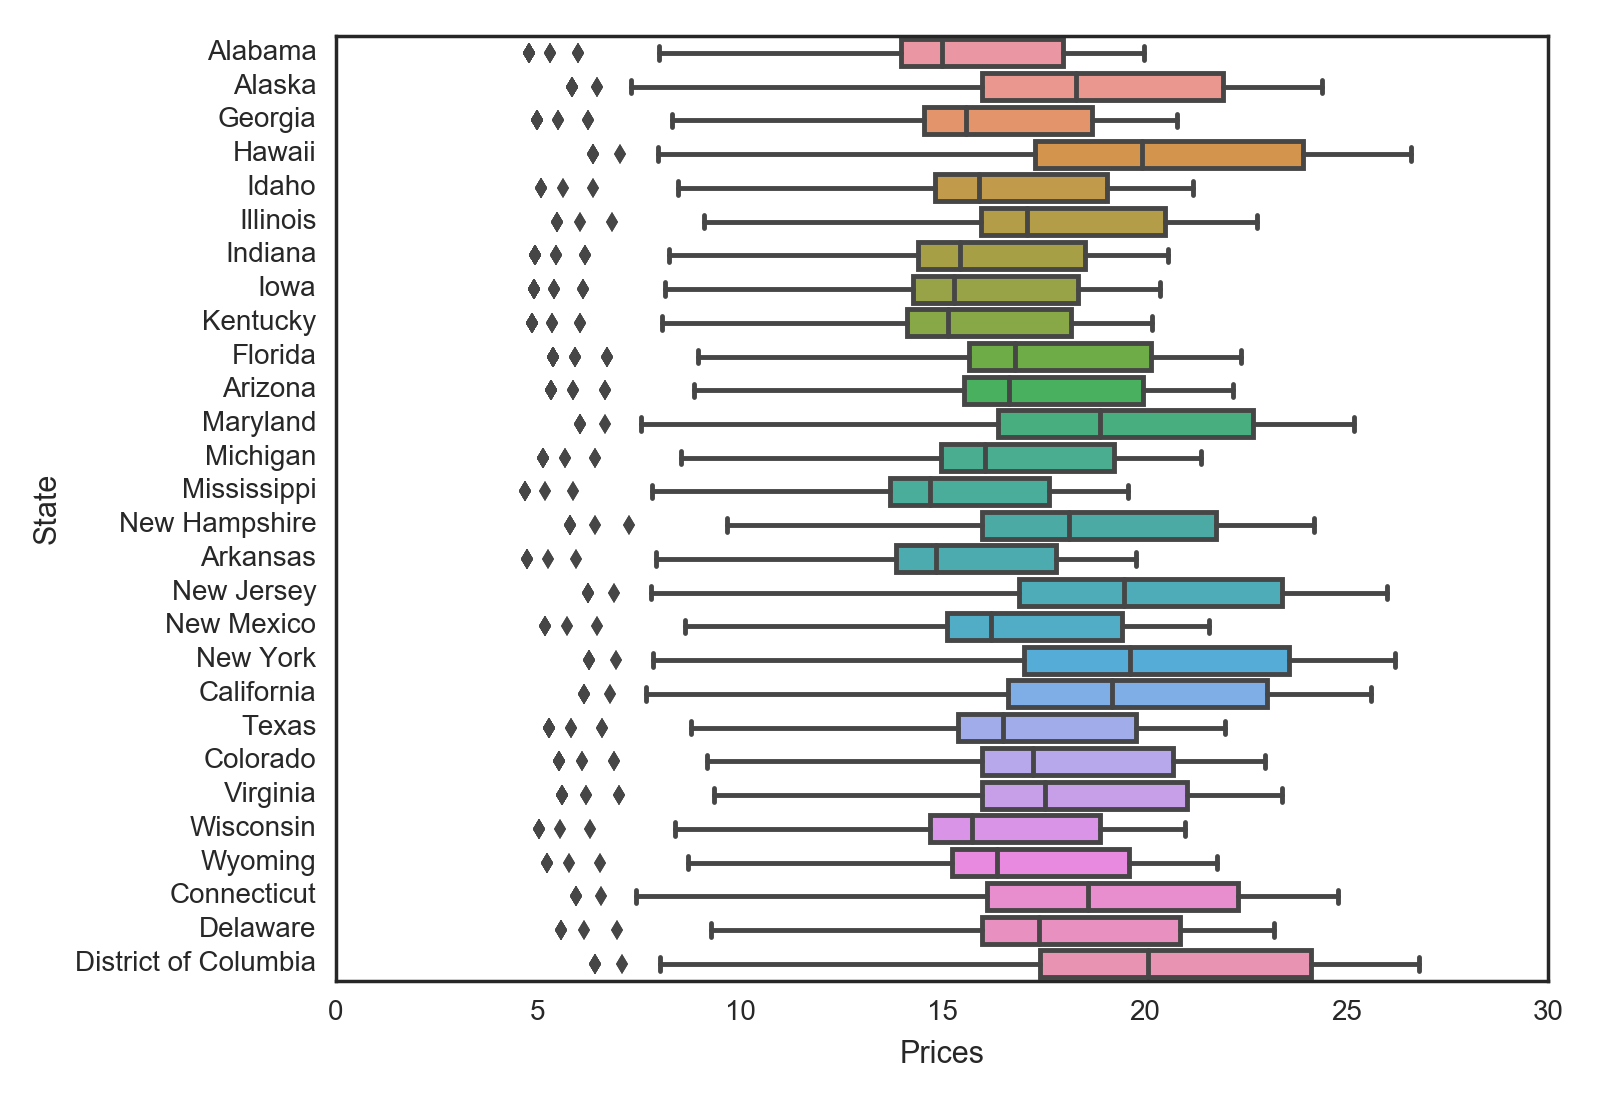 Alabama
Alaska
Georgia
Hawaii
Idaho
Illinois
Indiana
Iowa
Kentucky
Florida
Arizona
Maryland
Michigan
Mississippi
New Hampshire
Arkansas
New Jersey
New Mexico
New York
California
Texas
Colorado
Virginia
Wisconsin
Wyoming
Connecticut
Delaware
District of Columbia
State
0 5 10 15 20 25 30
Prices